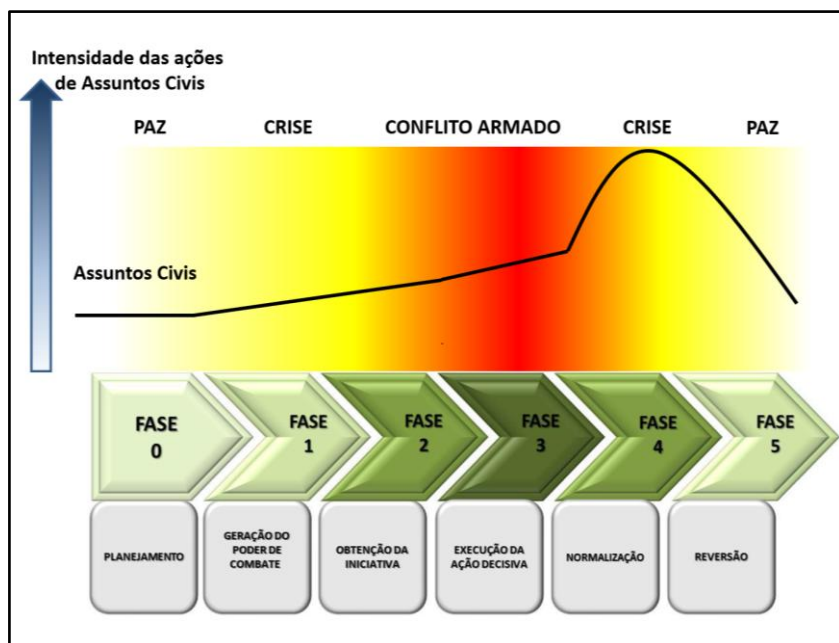 Intensidade das ações
de Assuntos Civis
PAZ
CRISE
CONFLITO ARMADO
CRISE
PAZ
Assuntos Civis
FASE
0
FASE
1
FASE
2
FASE
3
FASE
4
FASE
5
PLANEJAMENTO
GERAÇÃO DO
PODER DE
COMBATE
OBTENÇÃO DA
INICIATIVA
EXECUÇÃO DA
AÇÃO DECISIVA
NORMALIZAÇÃO
REVERSÃO